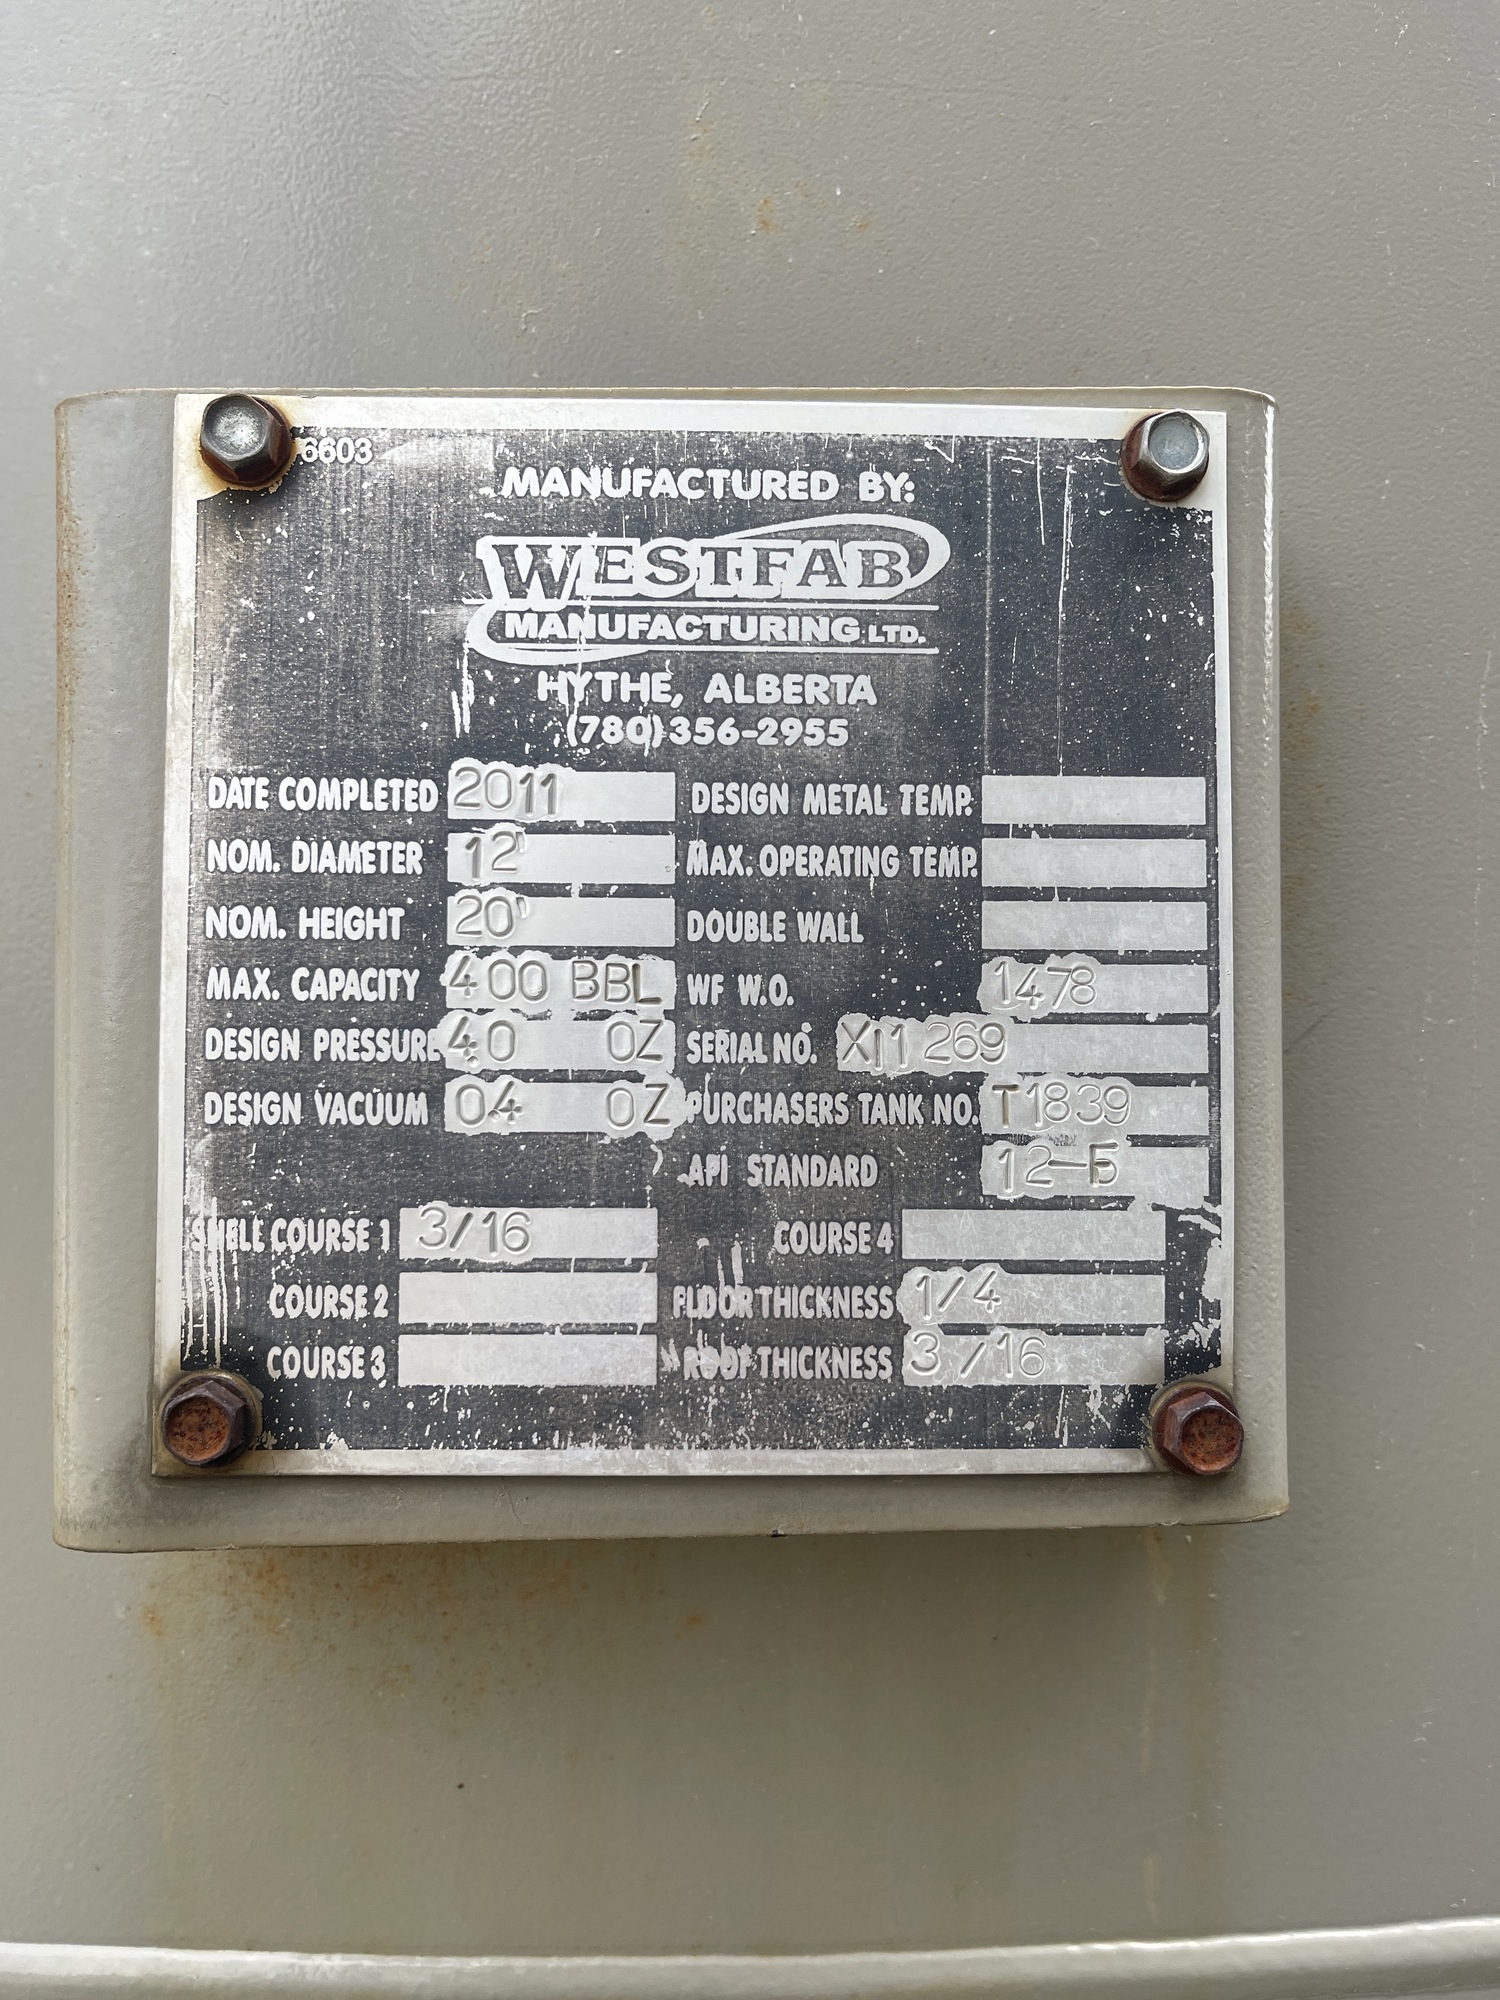 6603
MANUFACTURED BY:
WESTFAB
MANUFACTURING LTD.
HYTHE, ALBERTA
(780)356-2955
DATE COMPLETED 2011 DESIGN METAL TEMP.
NOM. DIAMETER 12' MAX. OPERATING TEMP.
NOM. HEIGHT 20' DOUBLE WALL
MAX. CAPACITY 400 BBL WF W.O. 1478
DESIGN PRESSURE 4.0 OZ SERIAL NO. X11 269
DESIGN VACUUM 0.4 OZ PURCHASERS TANK NO. T1839
API STANDARD 12-F
SHELL COURSE 1 3/16 COURSE 4
COURSE 2 FLOOR THICKNESS 1/4
COURSE 3 ROOF THICKNESS 3/16